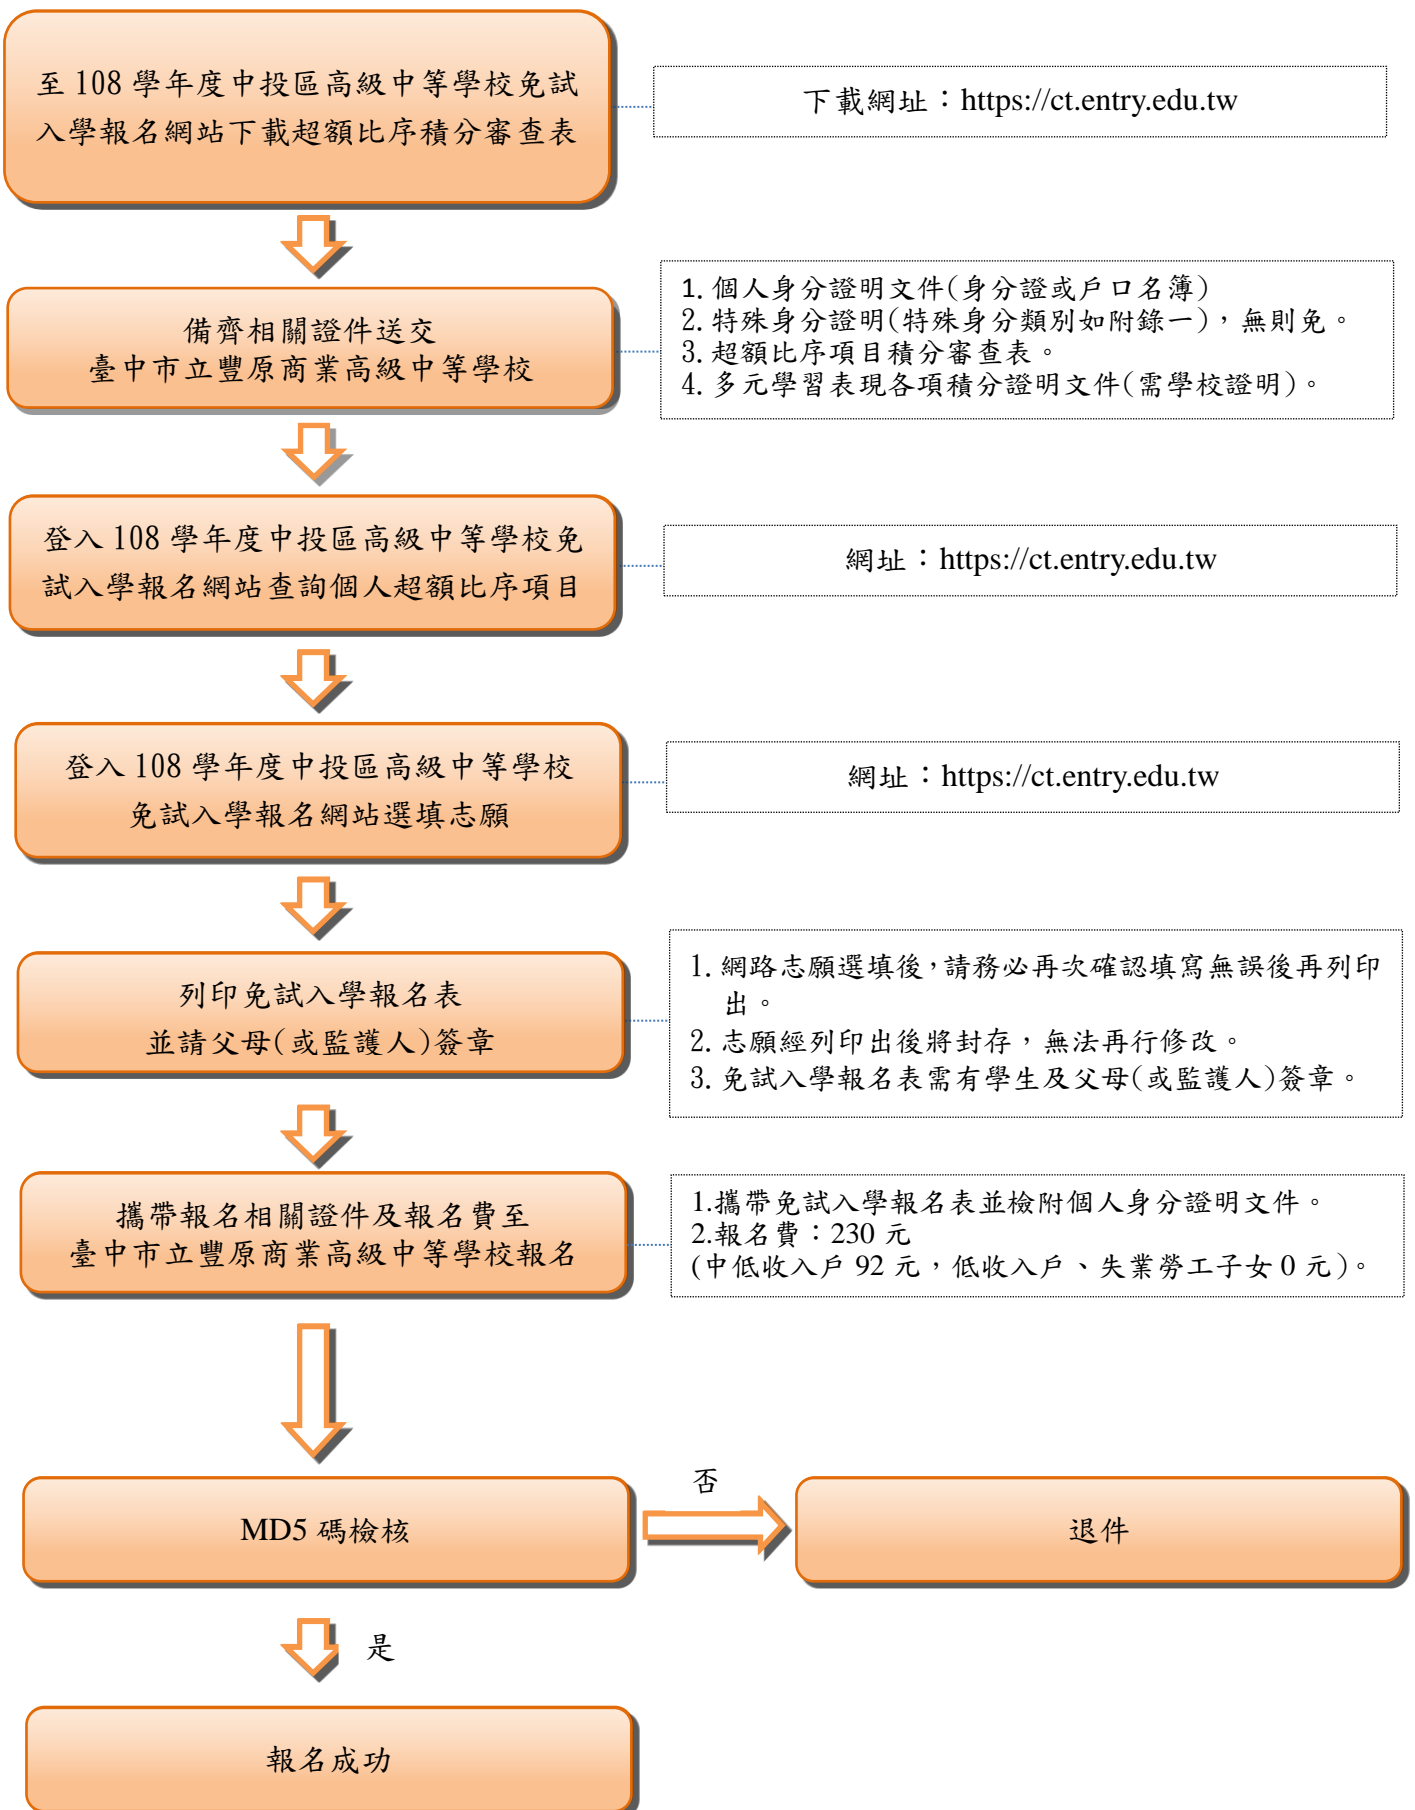 至 108 學年度中投區高級中等學校免試
入學報名網站下載超額比序積分審查表
下載網址：https://ct.entry.edu.tw
備齊相關證件送交
臺中市立豐原商業高級中等學校
1. 個人身分證明文件(身分證或戶口名簿)
2. 特殊身分證明(特殊身分類別如附錄一)，無則免。
3. 超額比序項目積分審查表。
4. 多元學習表現各項積分證明文件(需學校證明)。
登入 108 學年度中投區高級中等學校免
試入學報名網站查詢個人超額比序項目
網址：https://ct.entry.edu.tw
登入 108 學年度中投區高級中等學校
免試入學報名網站選填志願
網址：https://ct.entry.edu.tw
列印免試入學報名表
並請父母(或監護人)簽章
1. 網路志願選填後，請務必再次確認填寫無誤後再列印
出。
2. 志願經列印出後將封存，無法再行修改。
3. 免試入學報名表需有學生及父母(或監護人)簽章。
攜帶報名相關證件及報名費至
臺中市立豐原商業高級中等學校報名
1.攜帶免試入學報名表並檢附個人身分證明文件。
2.報名費：230 元
(中低收入戶 92 元，低收入戶、失業勞工子女 0 元)。
MD5 碼檢核
否
退件
是
報名成功